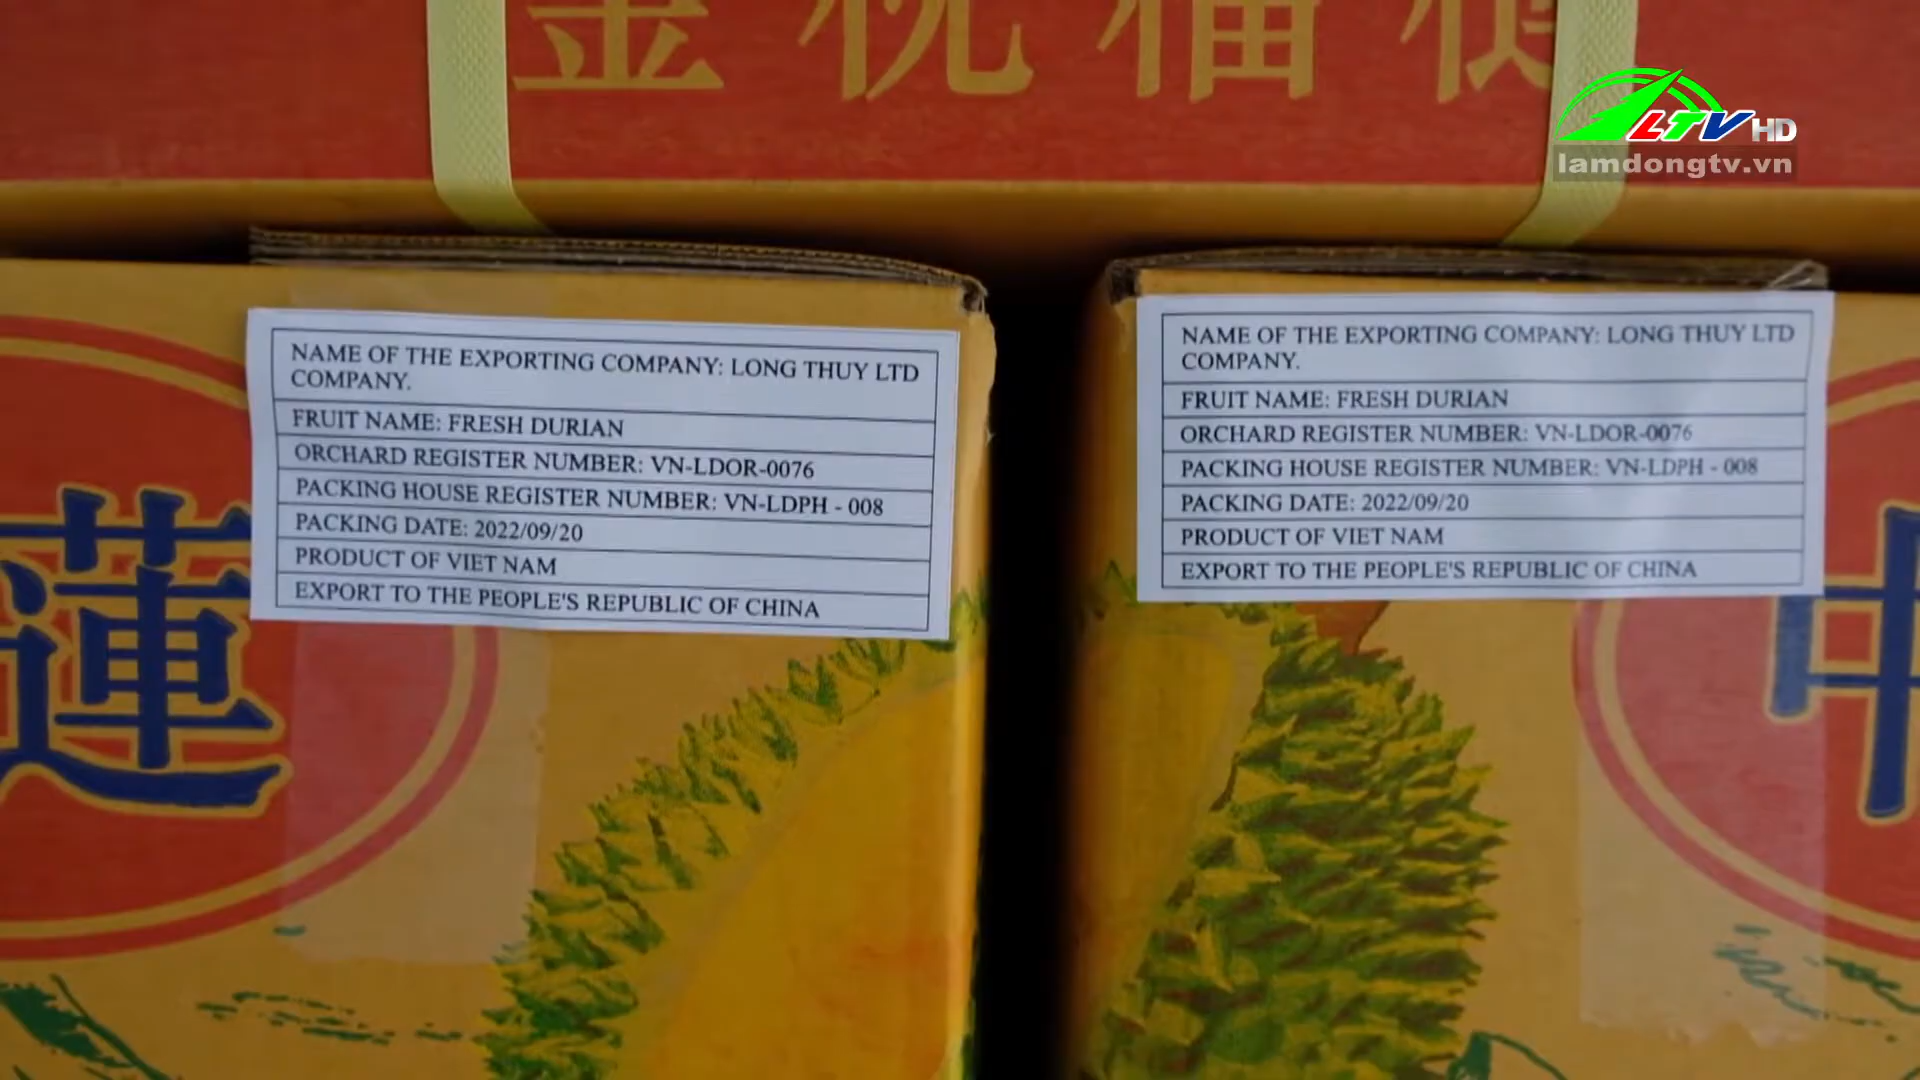 LTV HD
lamdongtv.vn
NAME OF THE EXPORTING COMPANY: LONG THUY LTD
COMPANY.
FRUIT NAME: FRESH DURIAN
ORCHARD REGISTER NUMBER: VN-LDOR-0076
PACKING HOUSE REGISTER NUMBER: VN-LDPH - 008
PACKING DATE: 2022/09/20
PRODUCT OF VIET NAM
EXPORT TO THE PEOPLE'S REPUBLIC OF CHINA
NAME OF THE EXPORTING COMPANY: LONG THUY LTD
COMPANY.
FRUIT NAME: FRESH DURIAN
ORCHARD REGISTER NUMBER: VN-LDOR-0076
PACKING HOUSE REGISTER NUMBER: VN-LDPH - 008
PACKING DATE: 2022/09/20
PRODUCT OF VIET NAM
EXPORT TO THE PEOPLE'S REPUBLIC OF CHINA
蓮